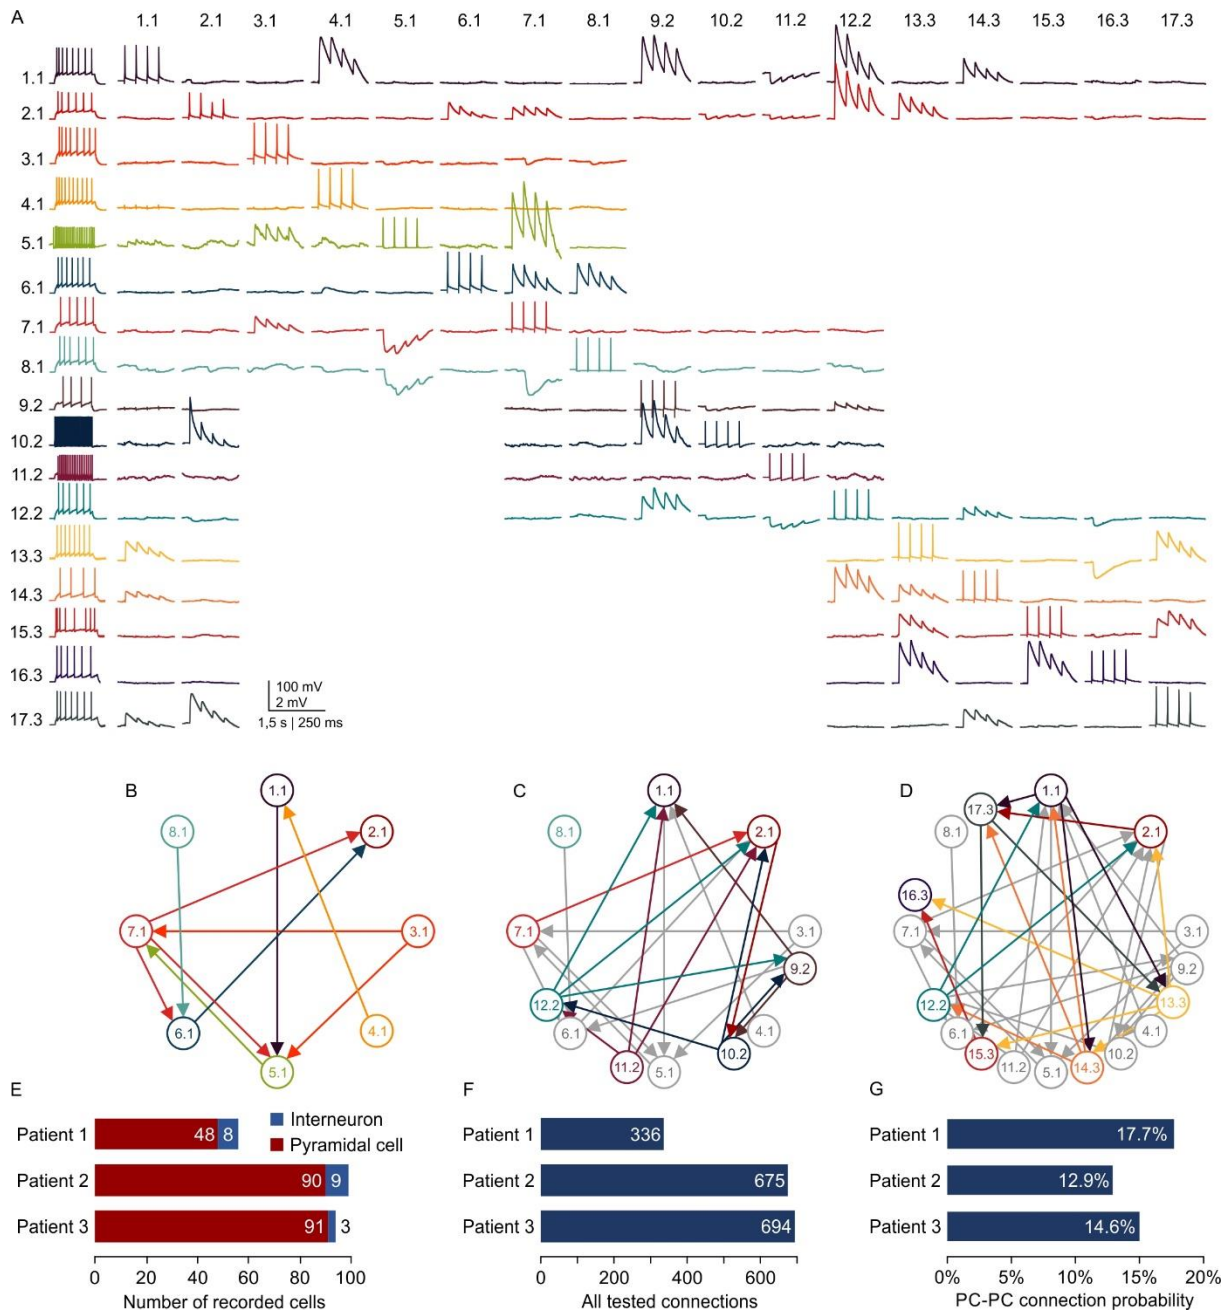 A
1.1 2.1 3.1 4.1 5.1 6.1 7.1 8.1 9.2 10.2 11.2 12.2 13.3 14.3 15.3 16.3 17.3
1.1
2.1
3.1
4.1
5.1
6.1
7.1
8.1
9.2
10.2
11.2
12.2
13.3
14.3
15.3
16.3
17.3
100 mV
2 mV
1,5 s | 250 ms
B
1.1
8.1
2.1
7.1
3.1
6.1
4.1
5.1
C
1.1
8.1
2.1
7.1
3.1
9.2
12.2
6.1
4.1
11.2
5.1
10.2
D
1.1
17.3
8.1
2.1
16.3
7.1
3.1
9.2
12.2
13.3
6.1
4.1
15.3
10.2
11.2
5.1
14.3
E
Interneuron
Pyramidal cell
Patient 1 48 8
Patient 2 90 9
Patient 3 91 3
0 20 40 60 80 100
Number of recorded cells
F
Patient 1 336
Patient 2 675
Patient 3 694
0 200 400 600
All tested connections
G
Patient 1 17.7%
Patient 2 12.9%
Patient 3 14.6%
0% 5% 10% 15% 20%
PC-PC connection probability